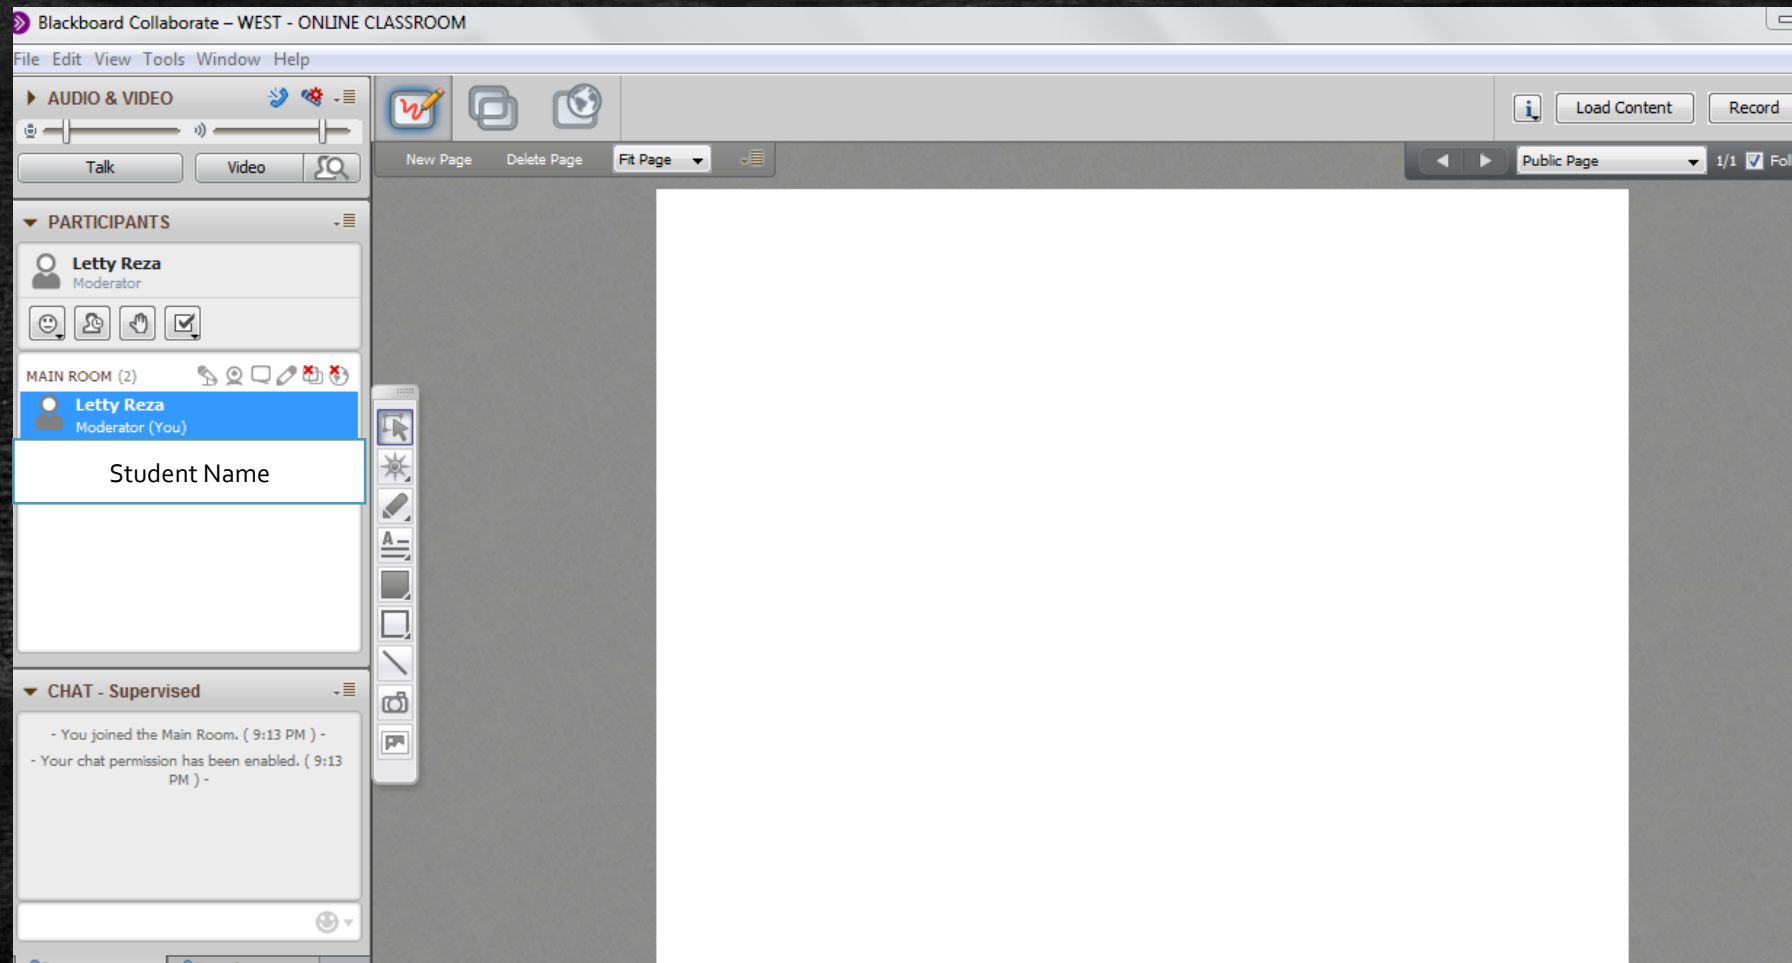 Blackboard Collaborate – WEST - ONLINE CLASSROOM
File Edit View Tools Window Help
AUDIO & VIDEO
Talk
Video
PARTICIPANTS
Letty Reza
Moderator
MAIN ROOM (2)
Letty Reza
Moderator (You)
Student Name
CHAT - Supervised
- You joined the Main Room. ( 9:13 PM ) -
- Your chat permission has been enabled. ( 9:13
PM ) -
Load Content
Record
New Page
Delete Page
Fit Page
Public Page
1/1
Foll